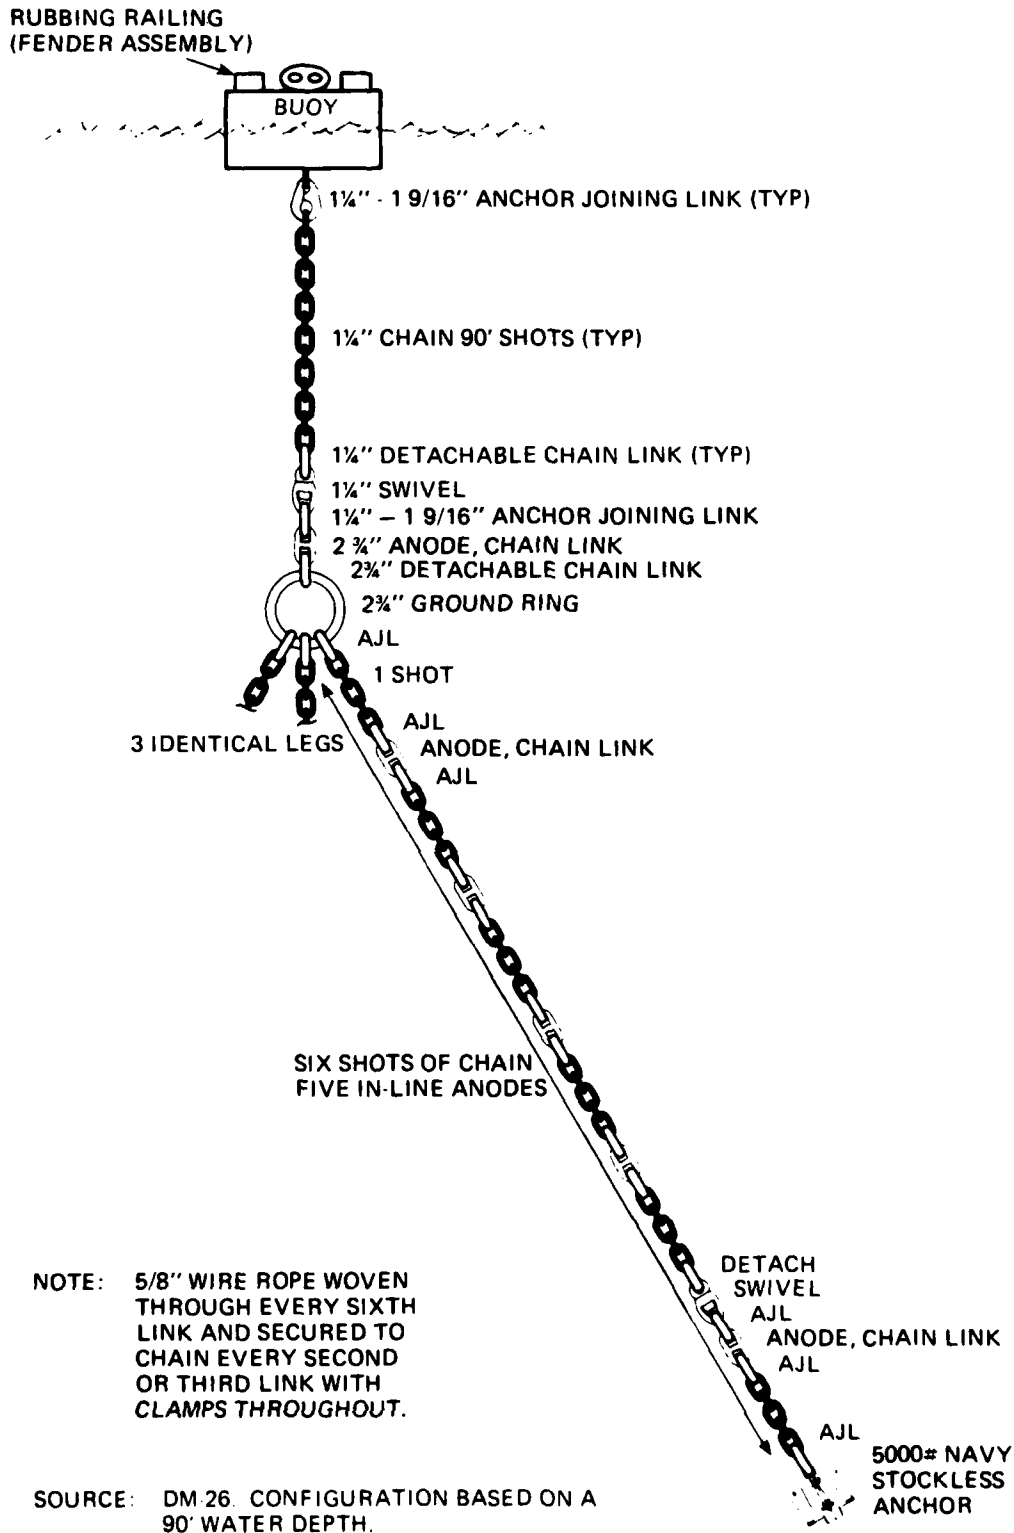 RUBBING RAILING
(FENDER ASSEMBLY)
BUOY
1¼" - 1 9/16" ANCHOR JOINING LINK (TYP)
1¼" CHAIN 90' SHOTS (TYP)
1¼" DETACHABLE CHAIN LINK (TYP)
1¼" SWIVEL
1¼" – 1 9/16" ANCHOR JOINING LINK
2 ¾" ANODE, CHAIN LINK
2¾" DETACHABLE CHAIN LINK
2¾" GROUND RING
AJL
1 SHOT
3 IDENTICAL LEGS
AJL
ANODE, CHAIN LINK
AJL
SIX SHOTS OF CHAIN
FIVE IN-LINE ANODES
DETACH
SWIVEL
AJL
ANODE, CHAIN LINK
AJL
AJL
5000# NAVY
STOCKLESS
ANCHOR
NOTE: 5/8" WIRE ROPE WOVEN
THROUGH EVERY SIXTH
LINK AND SECURED TO
CHAIN EVERY SECOND
OR THIRD LINK WITH
CLAMPS THROUGHOUT.
SOURCE: DM-26. CONFIGURATION BASED ON A
90' WATER DEPTH.